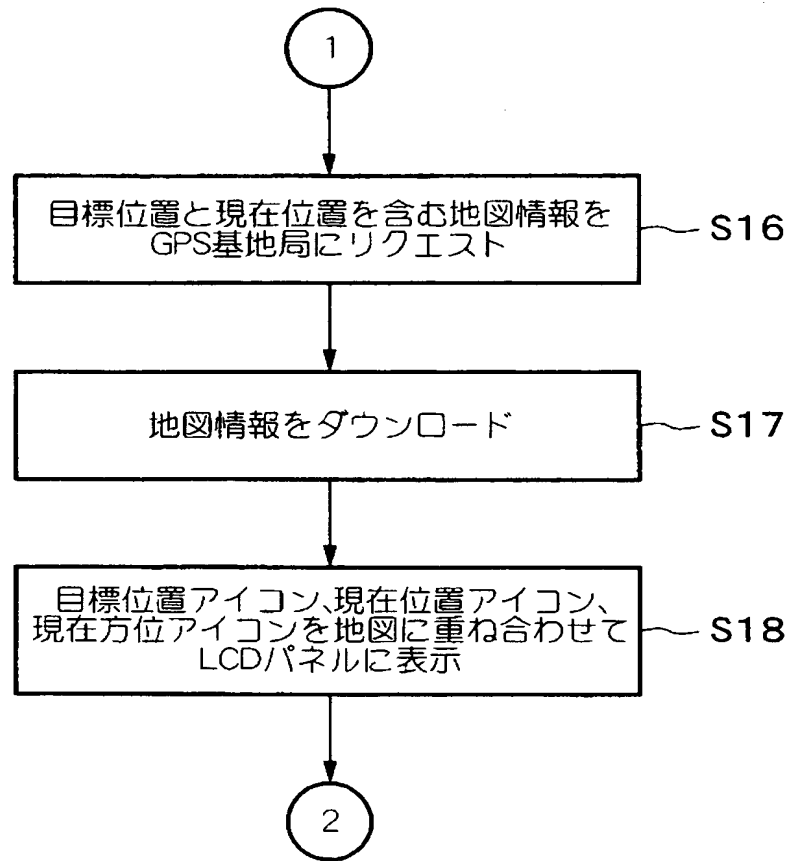 1
目標位置と現在位置を含む地図情報を
GPS基地局にリクエスト
S16
地図情報をダウンロード
S17
目標位置アイコン、現在位置アイコン、
現在方位アイコンを地図に重ね合わせて
LCDパネルに表示
S18
2